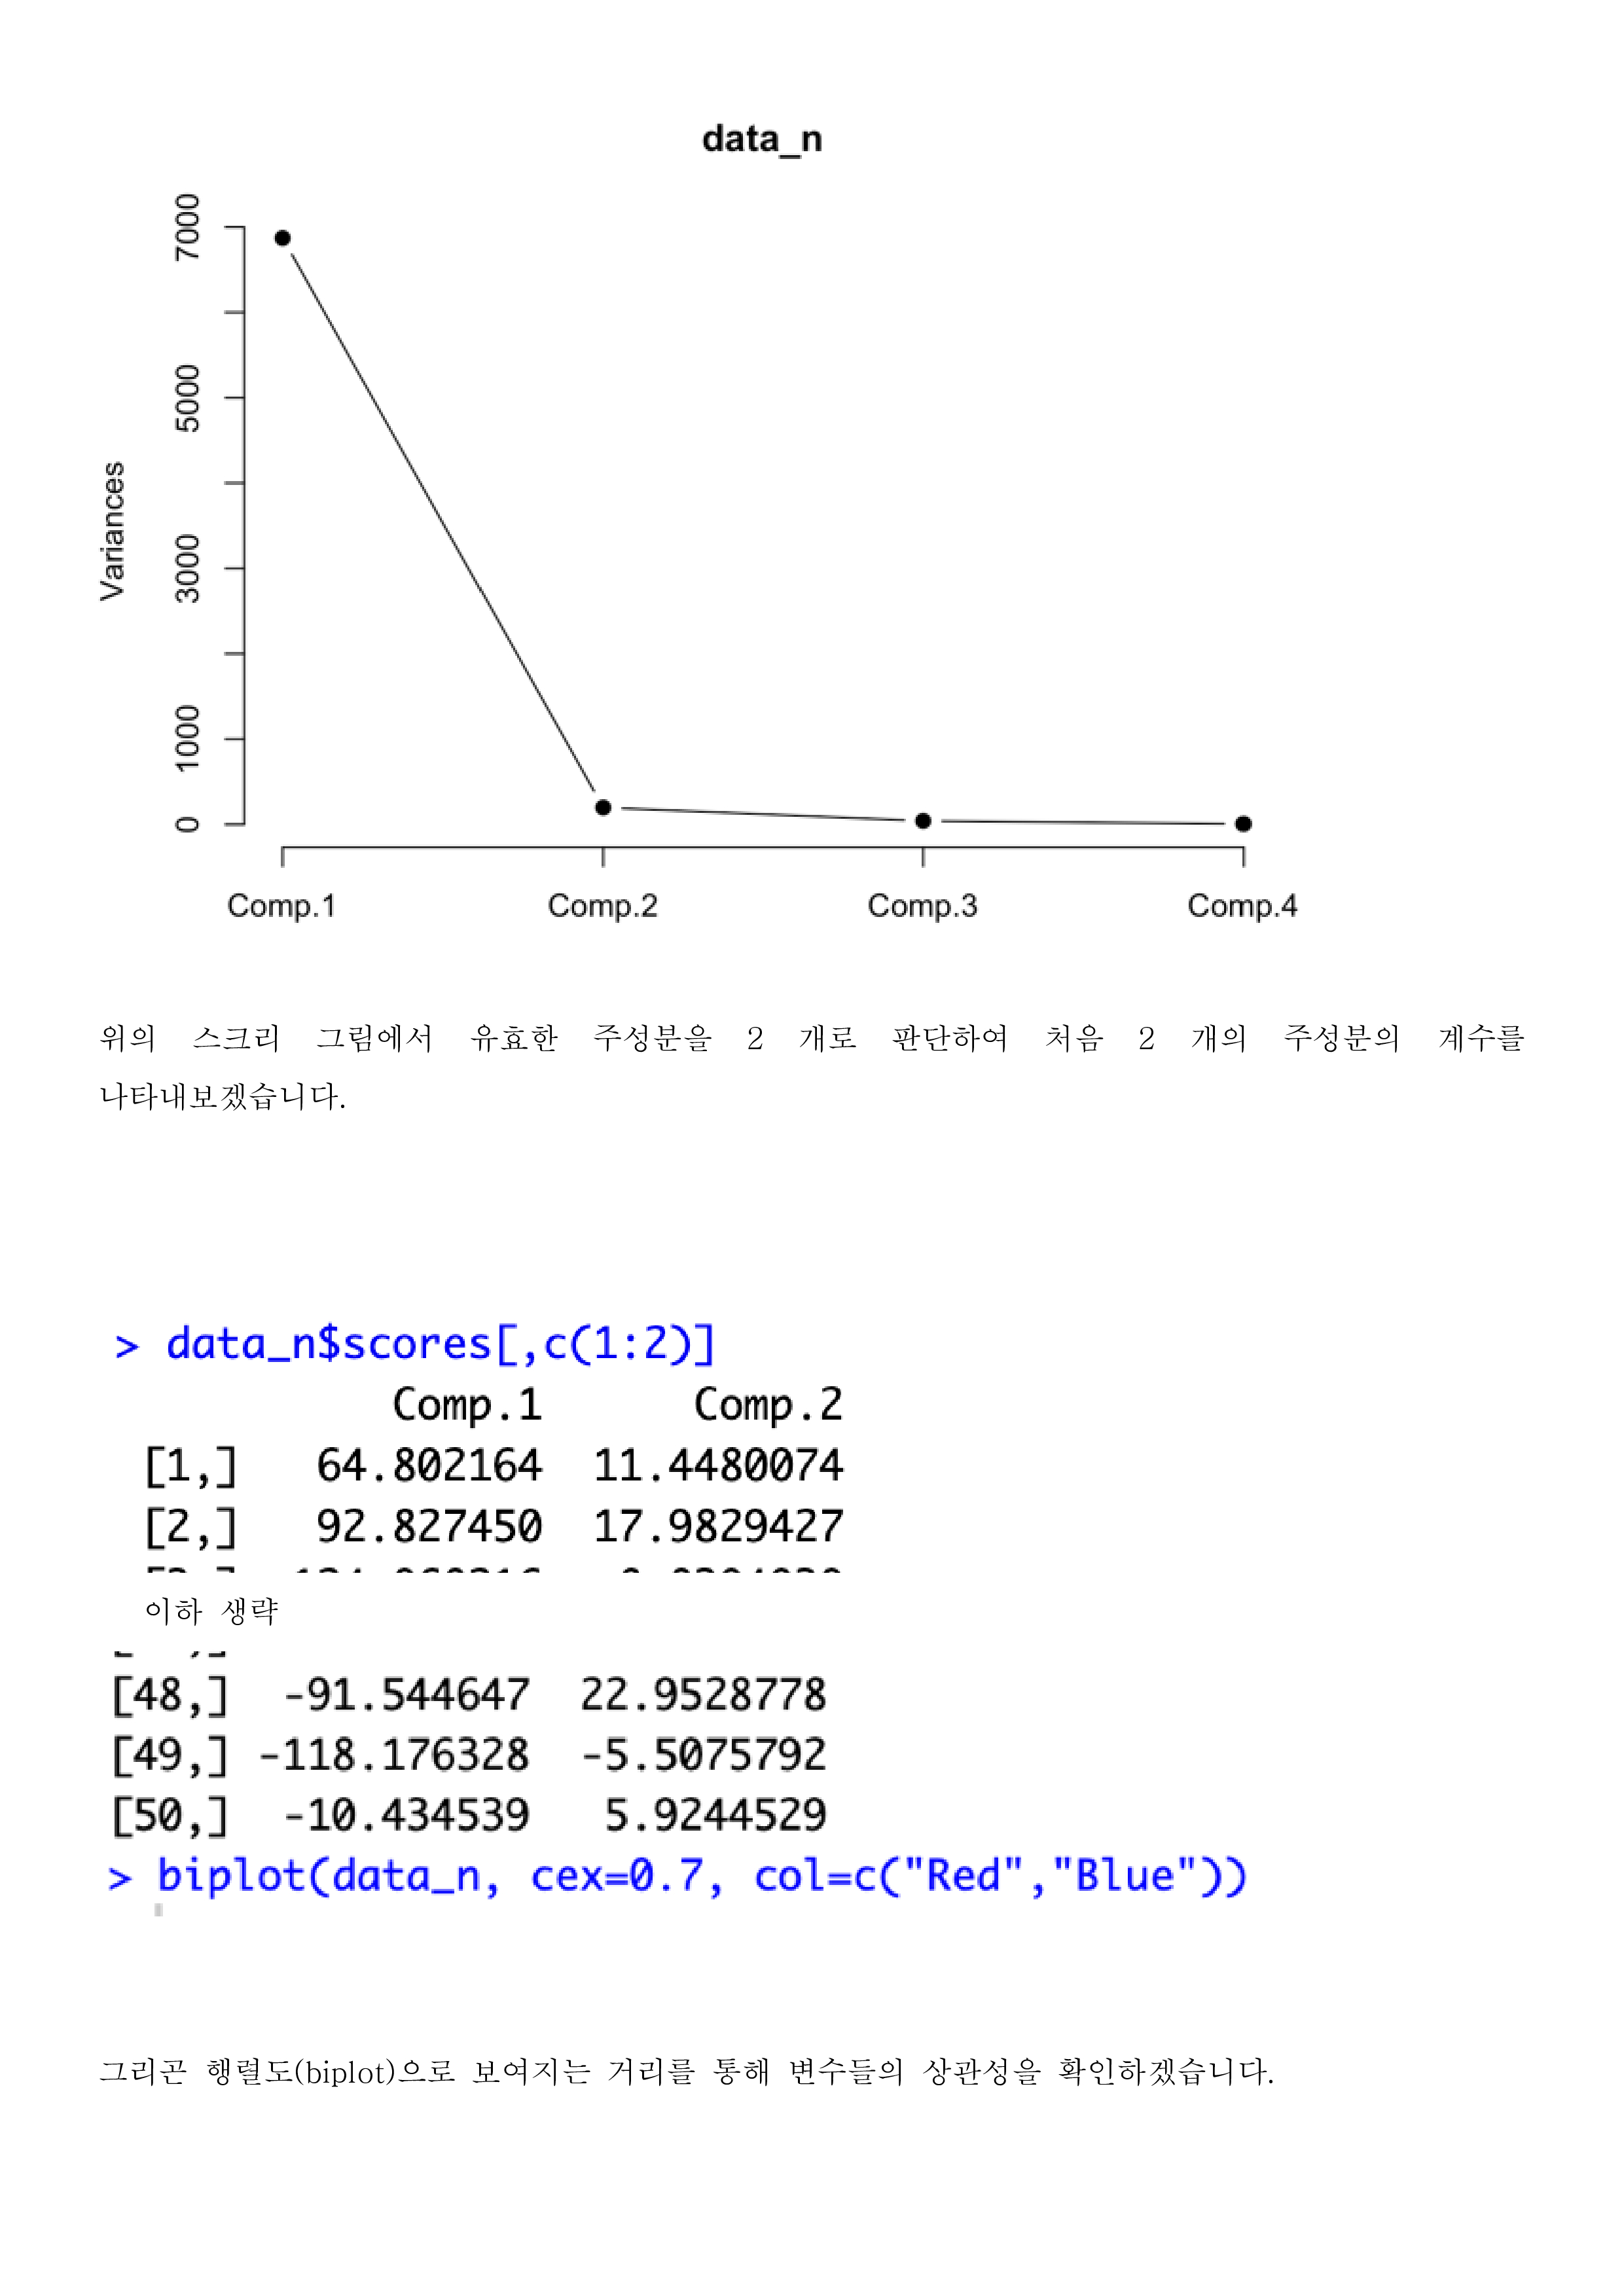 data_n
7000
5000
3000
1000
0
Variances
Comp.1 Comp.2 Comp.3 Comp.4
위의 스크리 그림에서 유효한 주성분을 2 개로 판단하여 처음 2 개의 주성분의 계수를
나타내보겠습니다.
> data_n$scores[,c(1:2)]
Comp.1 Comp.2
[1,] 64.802164 11.4480074
[2,] 92.827450 17.9829427
이하 생략
[48,] -91.544647 22.9528778
[49,] -118.176328 -5.5075792
[50,] -10.434539 5.9244529
> biplot(data_n, cex=0.7, col=c("Red","Blue"))
그리곤 행렬도(biplot)으로 보여지는 거리를 통해 변수들의 상관성을 확인하겠습니다.